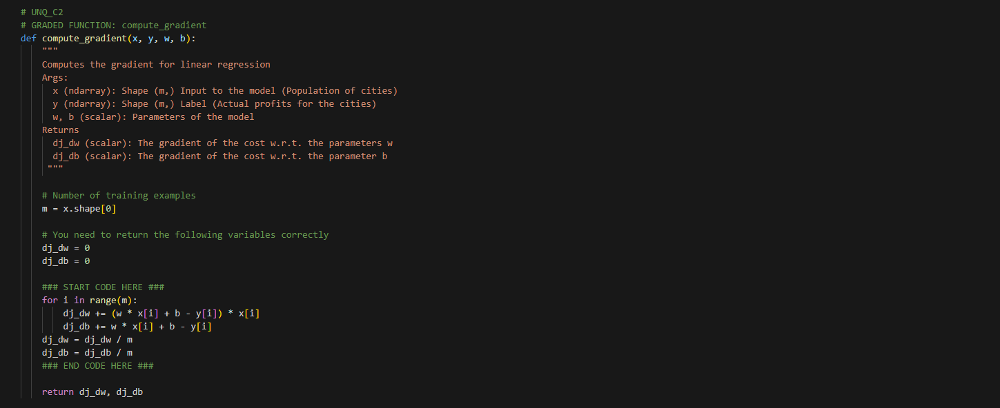 # UNQ_C2
# GRADED FUNCTION: compute_gradient
def compute_gradient(x, y, w, b):
    """
    Computes the gradient for linear regression
    Args:
      x (ndarray): Shape (m,) Input to the model (Population of cities)
      y (ndarray): Shape (m,) Label (Actual profits for the cities)
      w, b (scalar): Parameters of the model
    Returns
      dj_dw (scalar): The gradient of the cost w.r.t. the parameters w
      dj_db (scalar): The gradient of the cost w.r.t. the parameter b
     """

    # Number of training examples
    m = x.shape[0]

    # You need to return the following variables correctly
    dj_dw = 0
    dj_db = 0

    ### START CODE HERE ###
    for i in range(m):
        dj_dw += (w * x[i] + b - y[i]) * x[i]
        dj_db += w * x[i] + b - y[i]
    dj_dw = dj_dw / m
    dj_db = dj_db / m
    ### END CODE HERE ###

    return dj_dw, dj_db